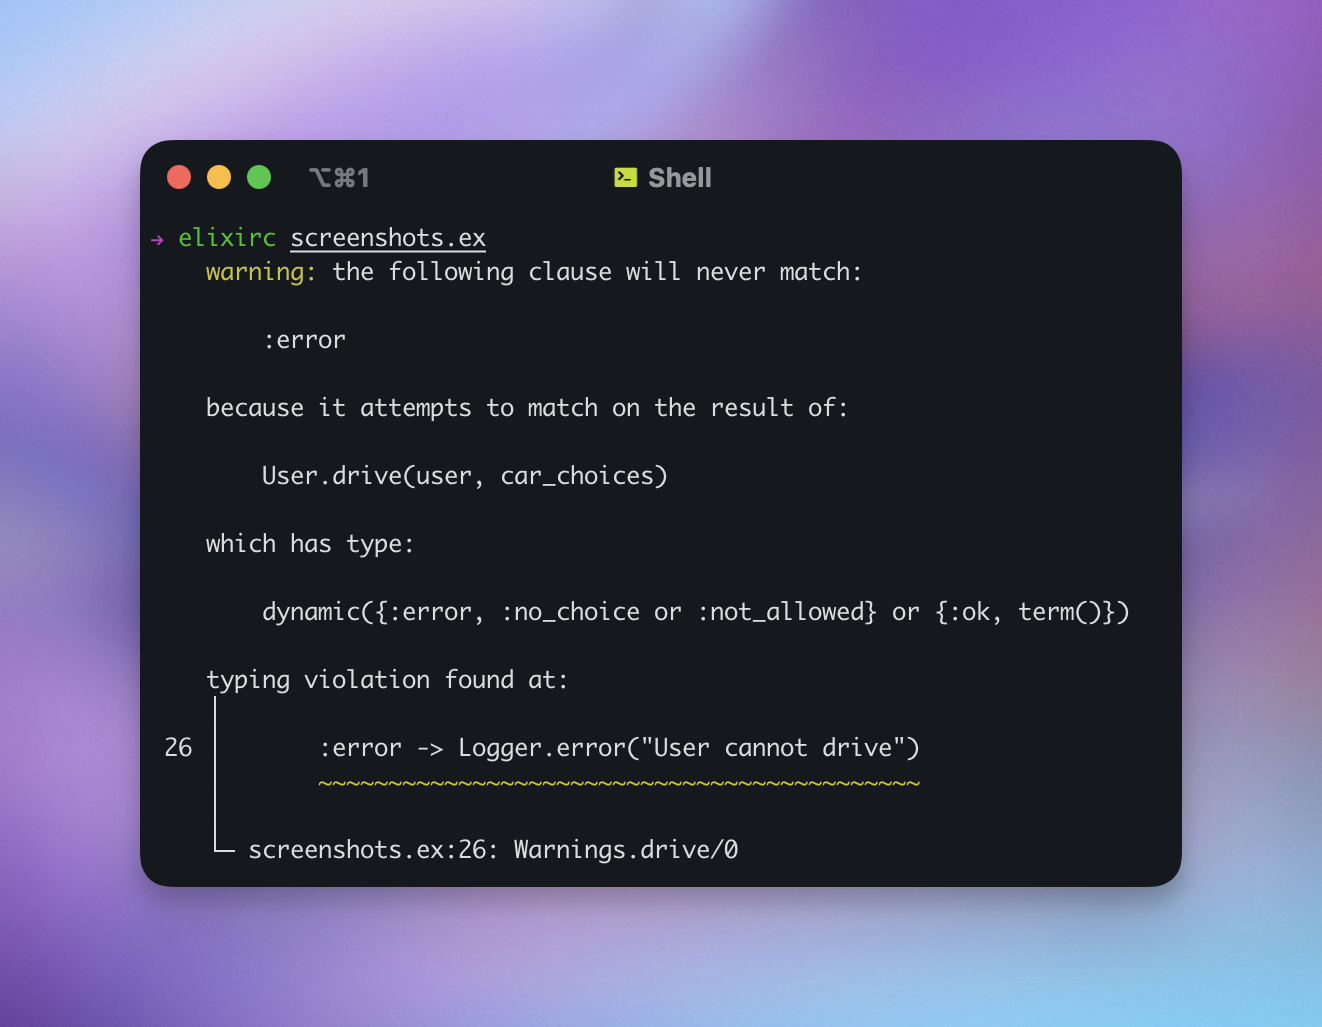 ⌥⌘1
Shell
→ elixirc screenshots.ex
warning: the following clause will never match:
:error
because it attempts to match on the result of:
User.drive(user, car_choices)
which has type:
dynamic({:error, :no_choice or :not_allowed} or {:ok, term()})
typing violation found at:
26 │ :error -> Logger.error("User cannot drive")
~~~~~~~~~~~~~~~~~~~~~~~~~~~~~~~~~~~~~~~~~~~
└─ screenshots.ex:26: Warnings.drive/0